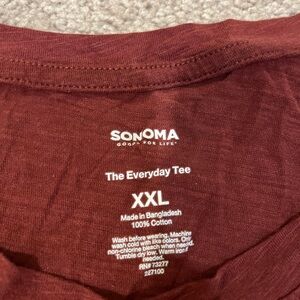 SONOMA
GOODS FOR LIFE®
The Everyday Tee
XXL
Made in Bangladesh
100% Cotton
Wash before wearing. Machine
wash cold with like colors. Only
non-chlorine bleach when needed.
Tumble dry low. Warm iron if
needed.
RN# 73277
2E7100